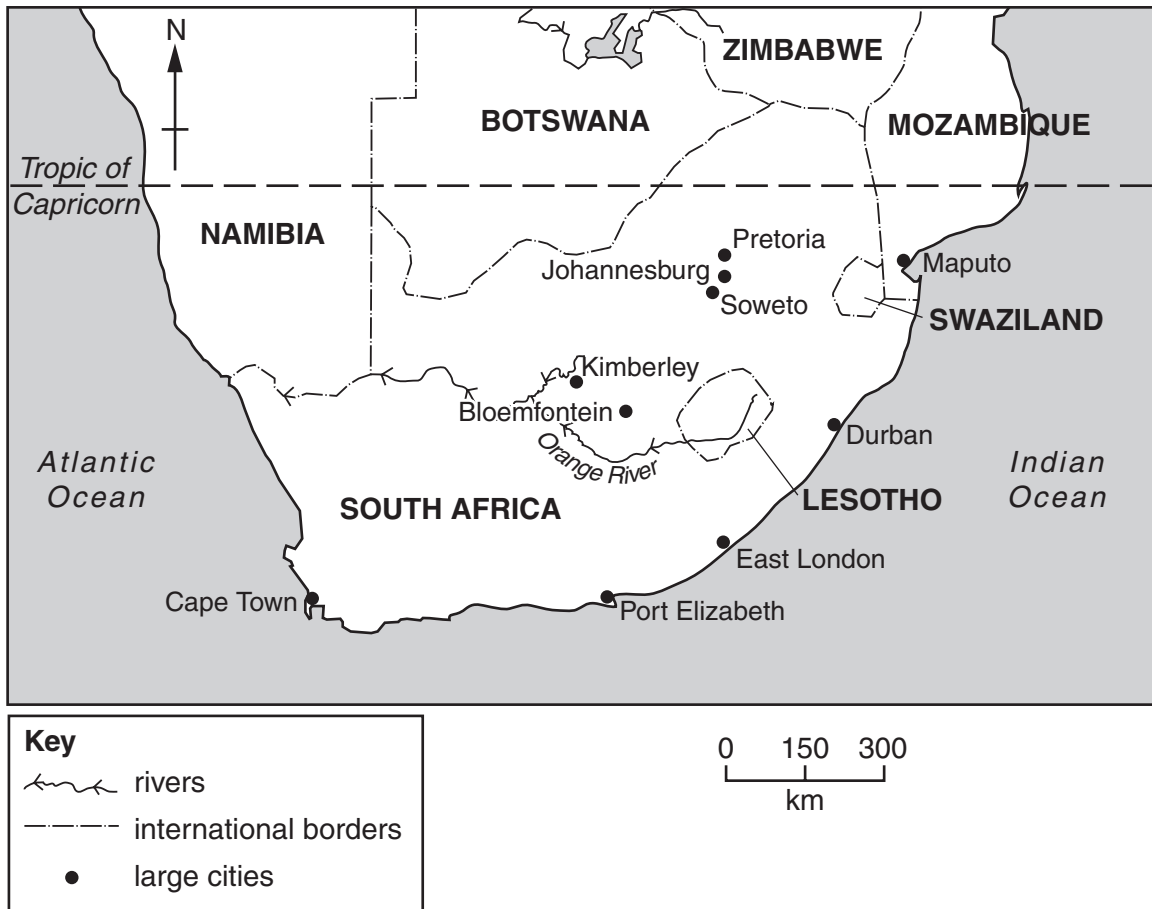 N
ZIMBABWE
BOTSWANA
MOZAMBIQUE
Tropic of
Capricorn
NAMIBIA
Pretoria
Johannesburg
Maputo
Soweto
SWAZILAND
Kimberley
Bloemfontein
Durban
Orange River
Atlantic
Ocean
Indian
Ocean
LESOTHO
SOUTH AFRICA
East London
Cape Town
Port Elizabeth
Key
rivers
international borders
large cities
0 150 300
km